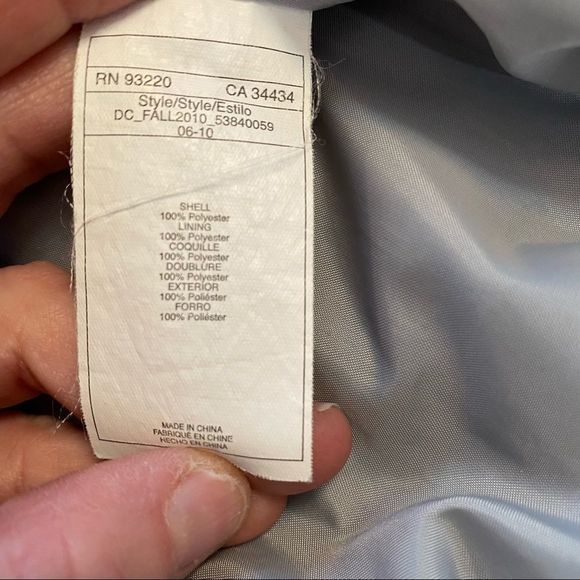 RN 93220 CA 34434
Style/Style/Estilo
DC_FALL2010_53840059
06-10
SHELL
100% Polyester
LINING
100% Polyester
COQUILLE
100% Polyester
DOUBLURE
100% Polyester
EXTERIOR
100% Poliéster
FORRO
100% Poliéster
MADE IN CHINA
FABRIQUÉ EN CHINE
HECHO EN CHINA